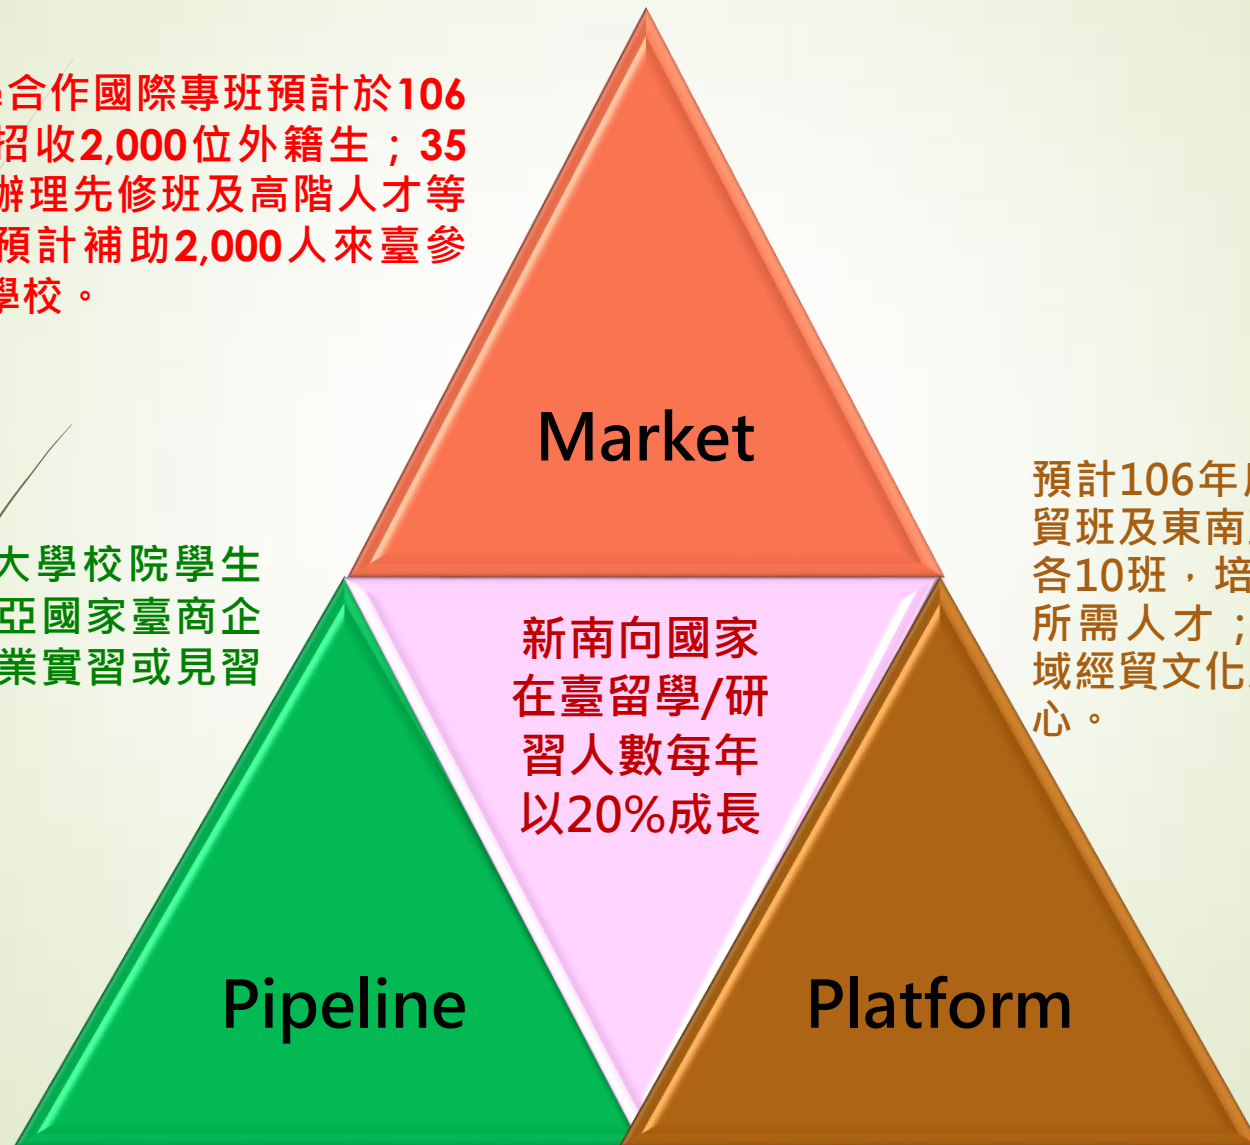 合作國際專班預計於106
招收2,000位外籍生；35
辦理先修班及高階人才等
預計補助2,000人來臺參
學校。
Market
大學校院學生
亞國家臺商企
業實習或見習
新南向國家
在臺留學/研
習人數每年
以20%成長
預計106年
貿班及東南
各10班，培
所需人才；
域經貿文化
心。
Pipeline
Platform